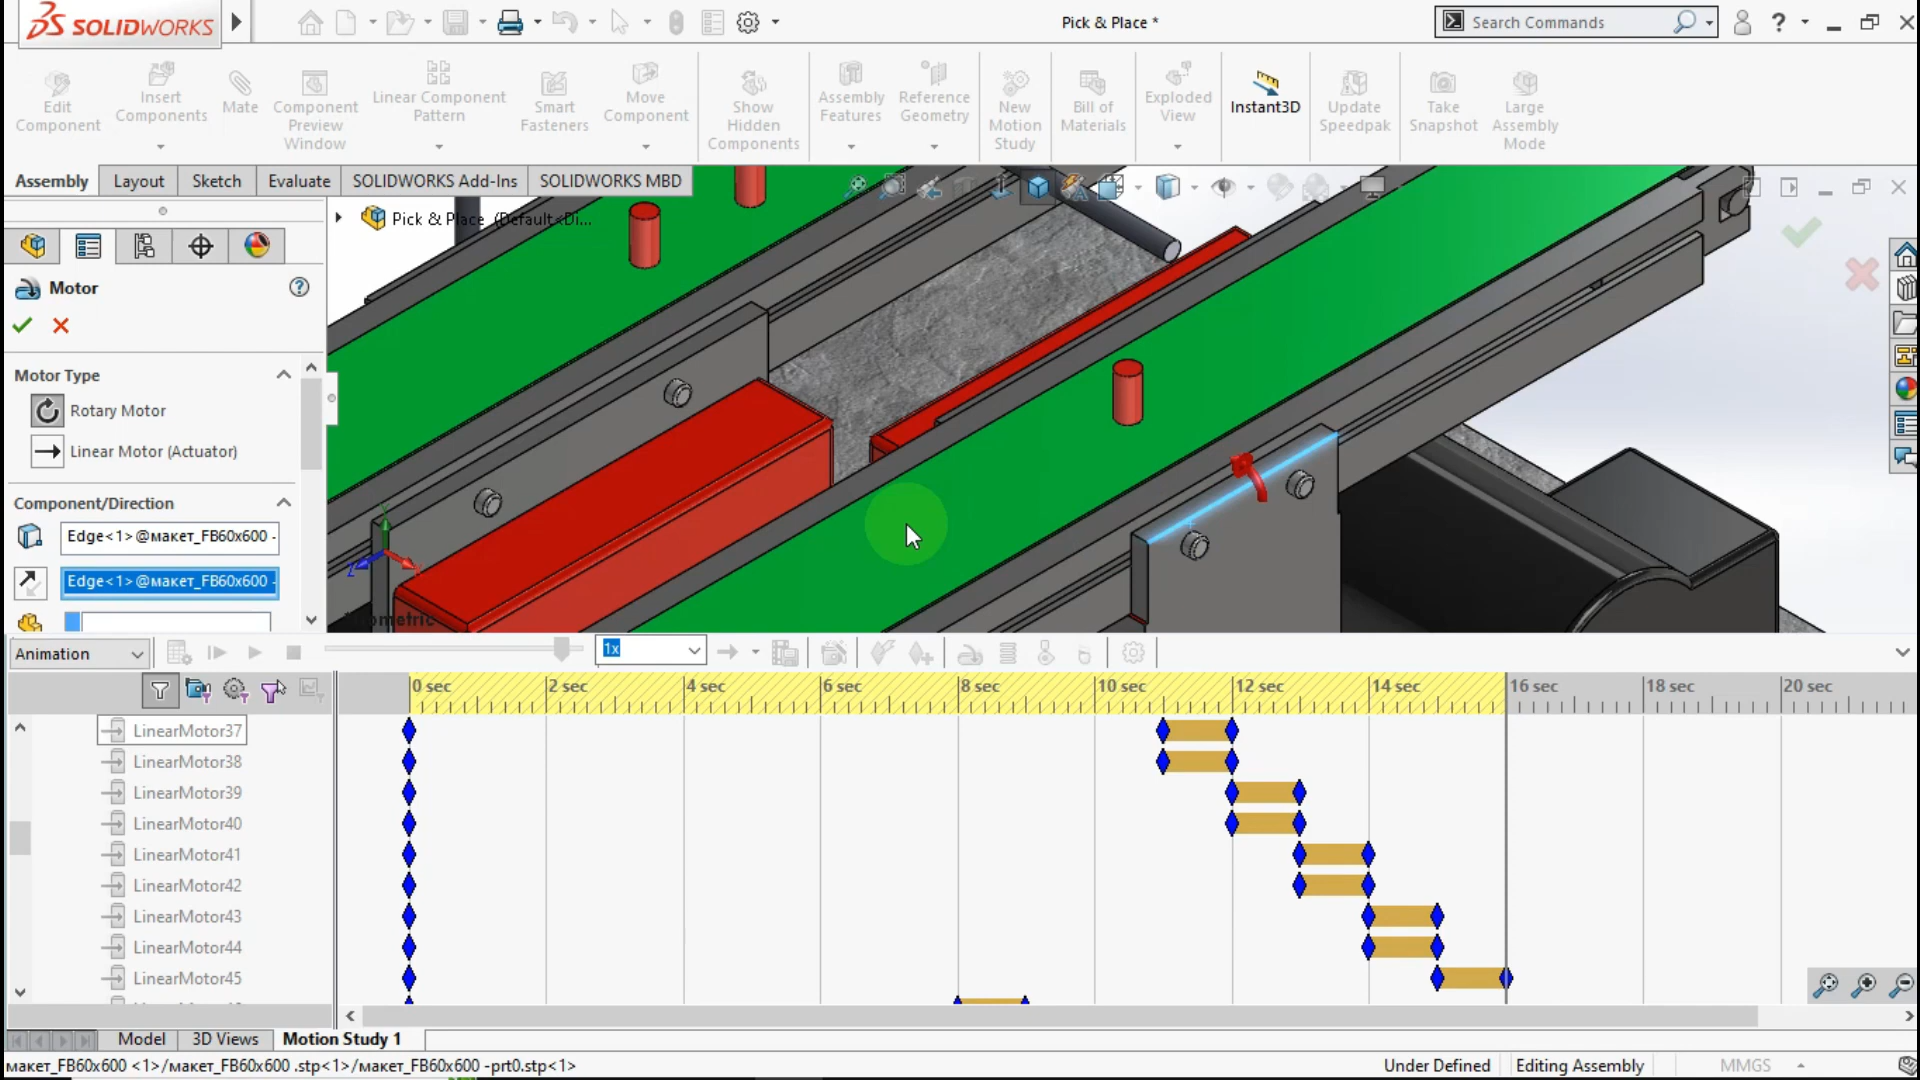 SOLIDWORKS
Pick & Place *
Search Commands
?
Edit Component
Insert Components
Mate
Component Preview Window
Linear Component Pattern
Smart Fasteners
Move Component
Show Hidden Components
Assembly Features
Reference Geometry
New Motion Study
Bill of Materials
Exploded View
Instant3D
Update Speedpak
Take Snapshot
Large Assembly Mode
Assembly
Layout
Sketch
Evaluate
SOLIDWORKS Add-Ins
SOLIDWORKS MBD
Pick & Place (Default<Di...
Motor
?
Motor Type
Rotary Motor
Linear Motor (Actuator)
Component/Direction
Edge<1>@макет_FB60x600 -
Edge<1>@макет_FB60x600 -
Animation
1x
0 sec
2 sec
4 sec
6 sec
8 sec
10 sec
12 sec
14 sec
16 sec
18 sec
20 sec
LinearMotor37
LinearMotor38
LinearMotor39
LinearMotor40
LinearMotor41
LinearMotor42
LinearMotor43
LinearMotor44
LinearMotor45
Model
3D Views
Motion Study 1
макет_FB60x600 <1>/макет_FB60x600 .stp<1>/макет_FB60x600 -prt0.stp<1>
Under Defined
Editing Assembly
MMGS